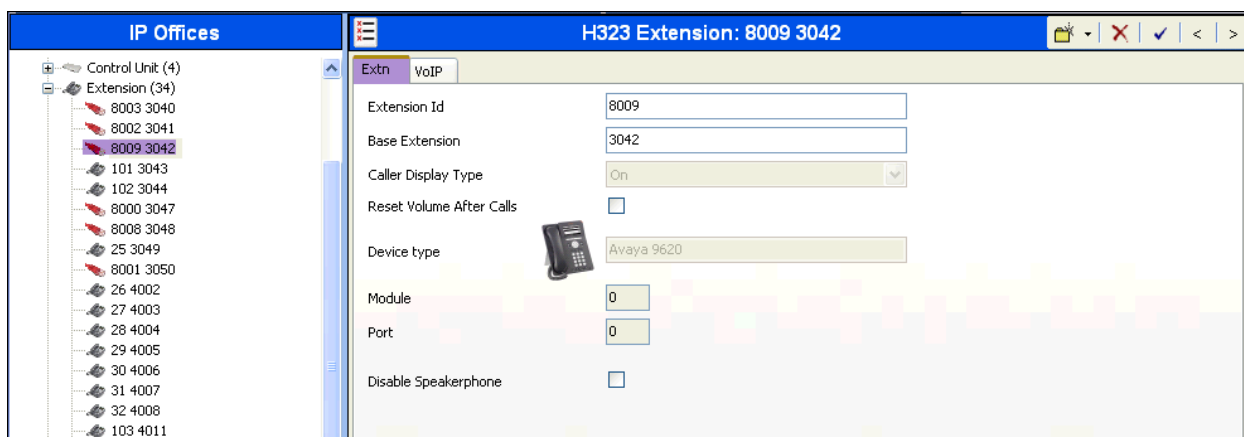 IP Offices
Control Unit (4)
Extension (34)
8003 3040
8002 3041
8009 3042
101 3043
102 3044
8000 3047
8008 3048
25 3049
8001 3050
26 4002
27 4003
28 4004
29 4005
30 4006
31 4007
32 4008
103 4011
H323 Extension: 8009 3042
Extn VoIP
Extension Id 8009
Base Extension 3042
Caller Display Type On
Reset Volume After Calls
Device type Avaya 9620
Module 0
Port 0
Disable Speakerphone